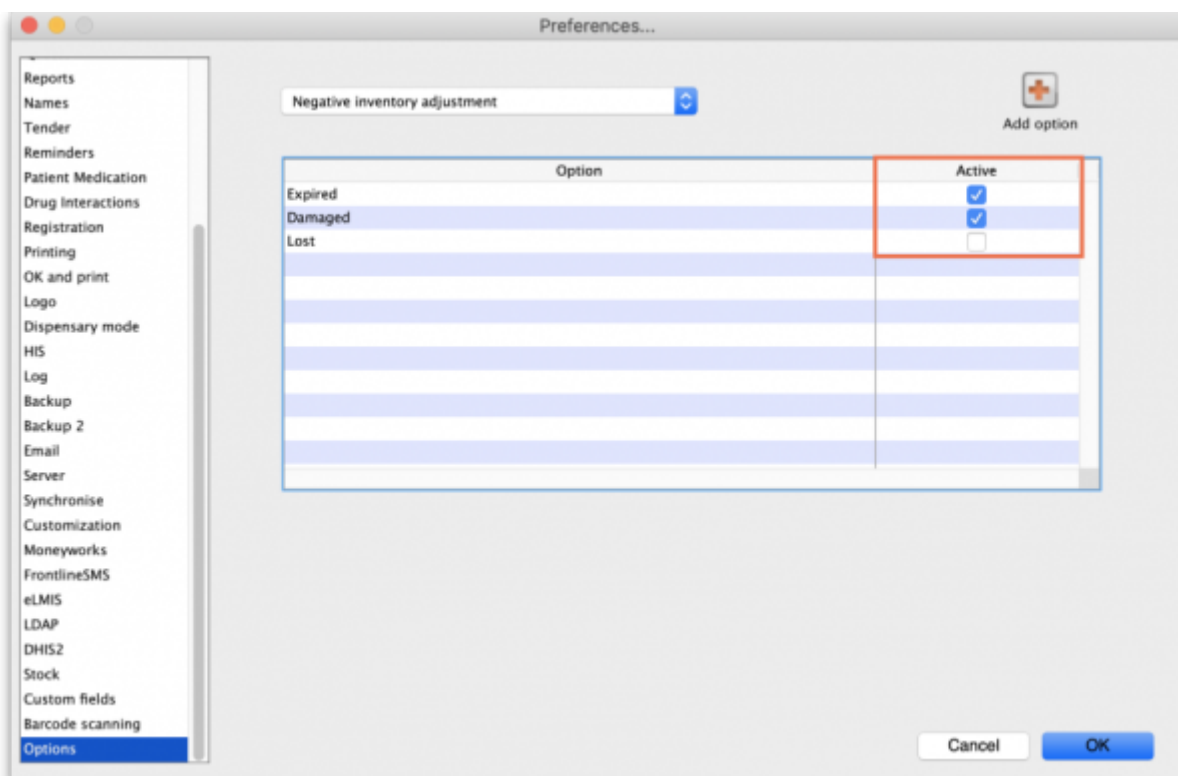 Preferences...
Reports
Names
Tender
Reminders
Patient Medication
Drug Interactions
Registration
Printing
OK and print
Logo
Dispensary mode
HIS
Log
Backup
Backup 2
Email
Server
Synchronise
Customization
Moneyworks
FrontlineSMS
eLMIS
LDAP
DHIS2
Stock
Custom fields
Barcode scanning
Options
Negative inventory adjustment
Add option
Option Active
Expired
Damaged
Lost
Cancel OK